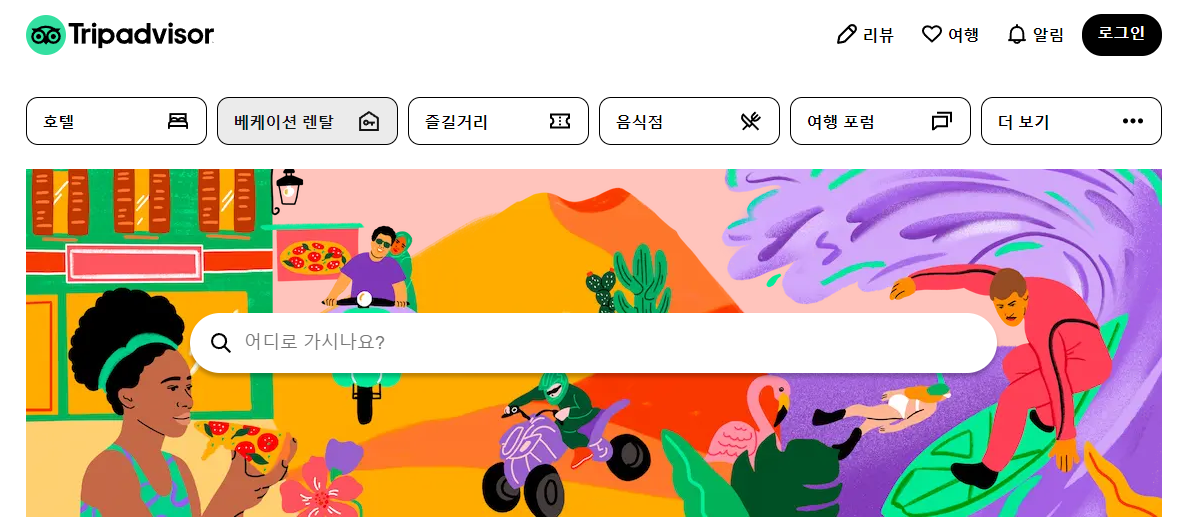 Tripadvisor
리뷰
여행
알림
로그인
호텔
베케이션 렌탈
즐길거리
음식점
여행 포럼
더 보기
어디로 가시나요?